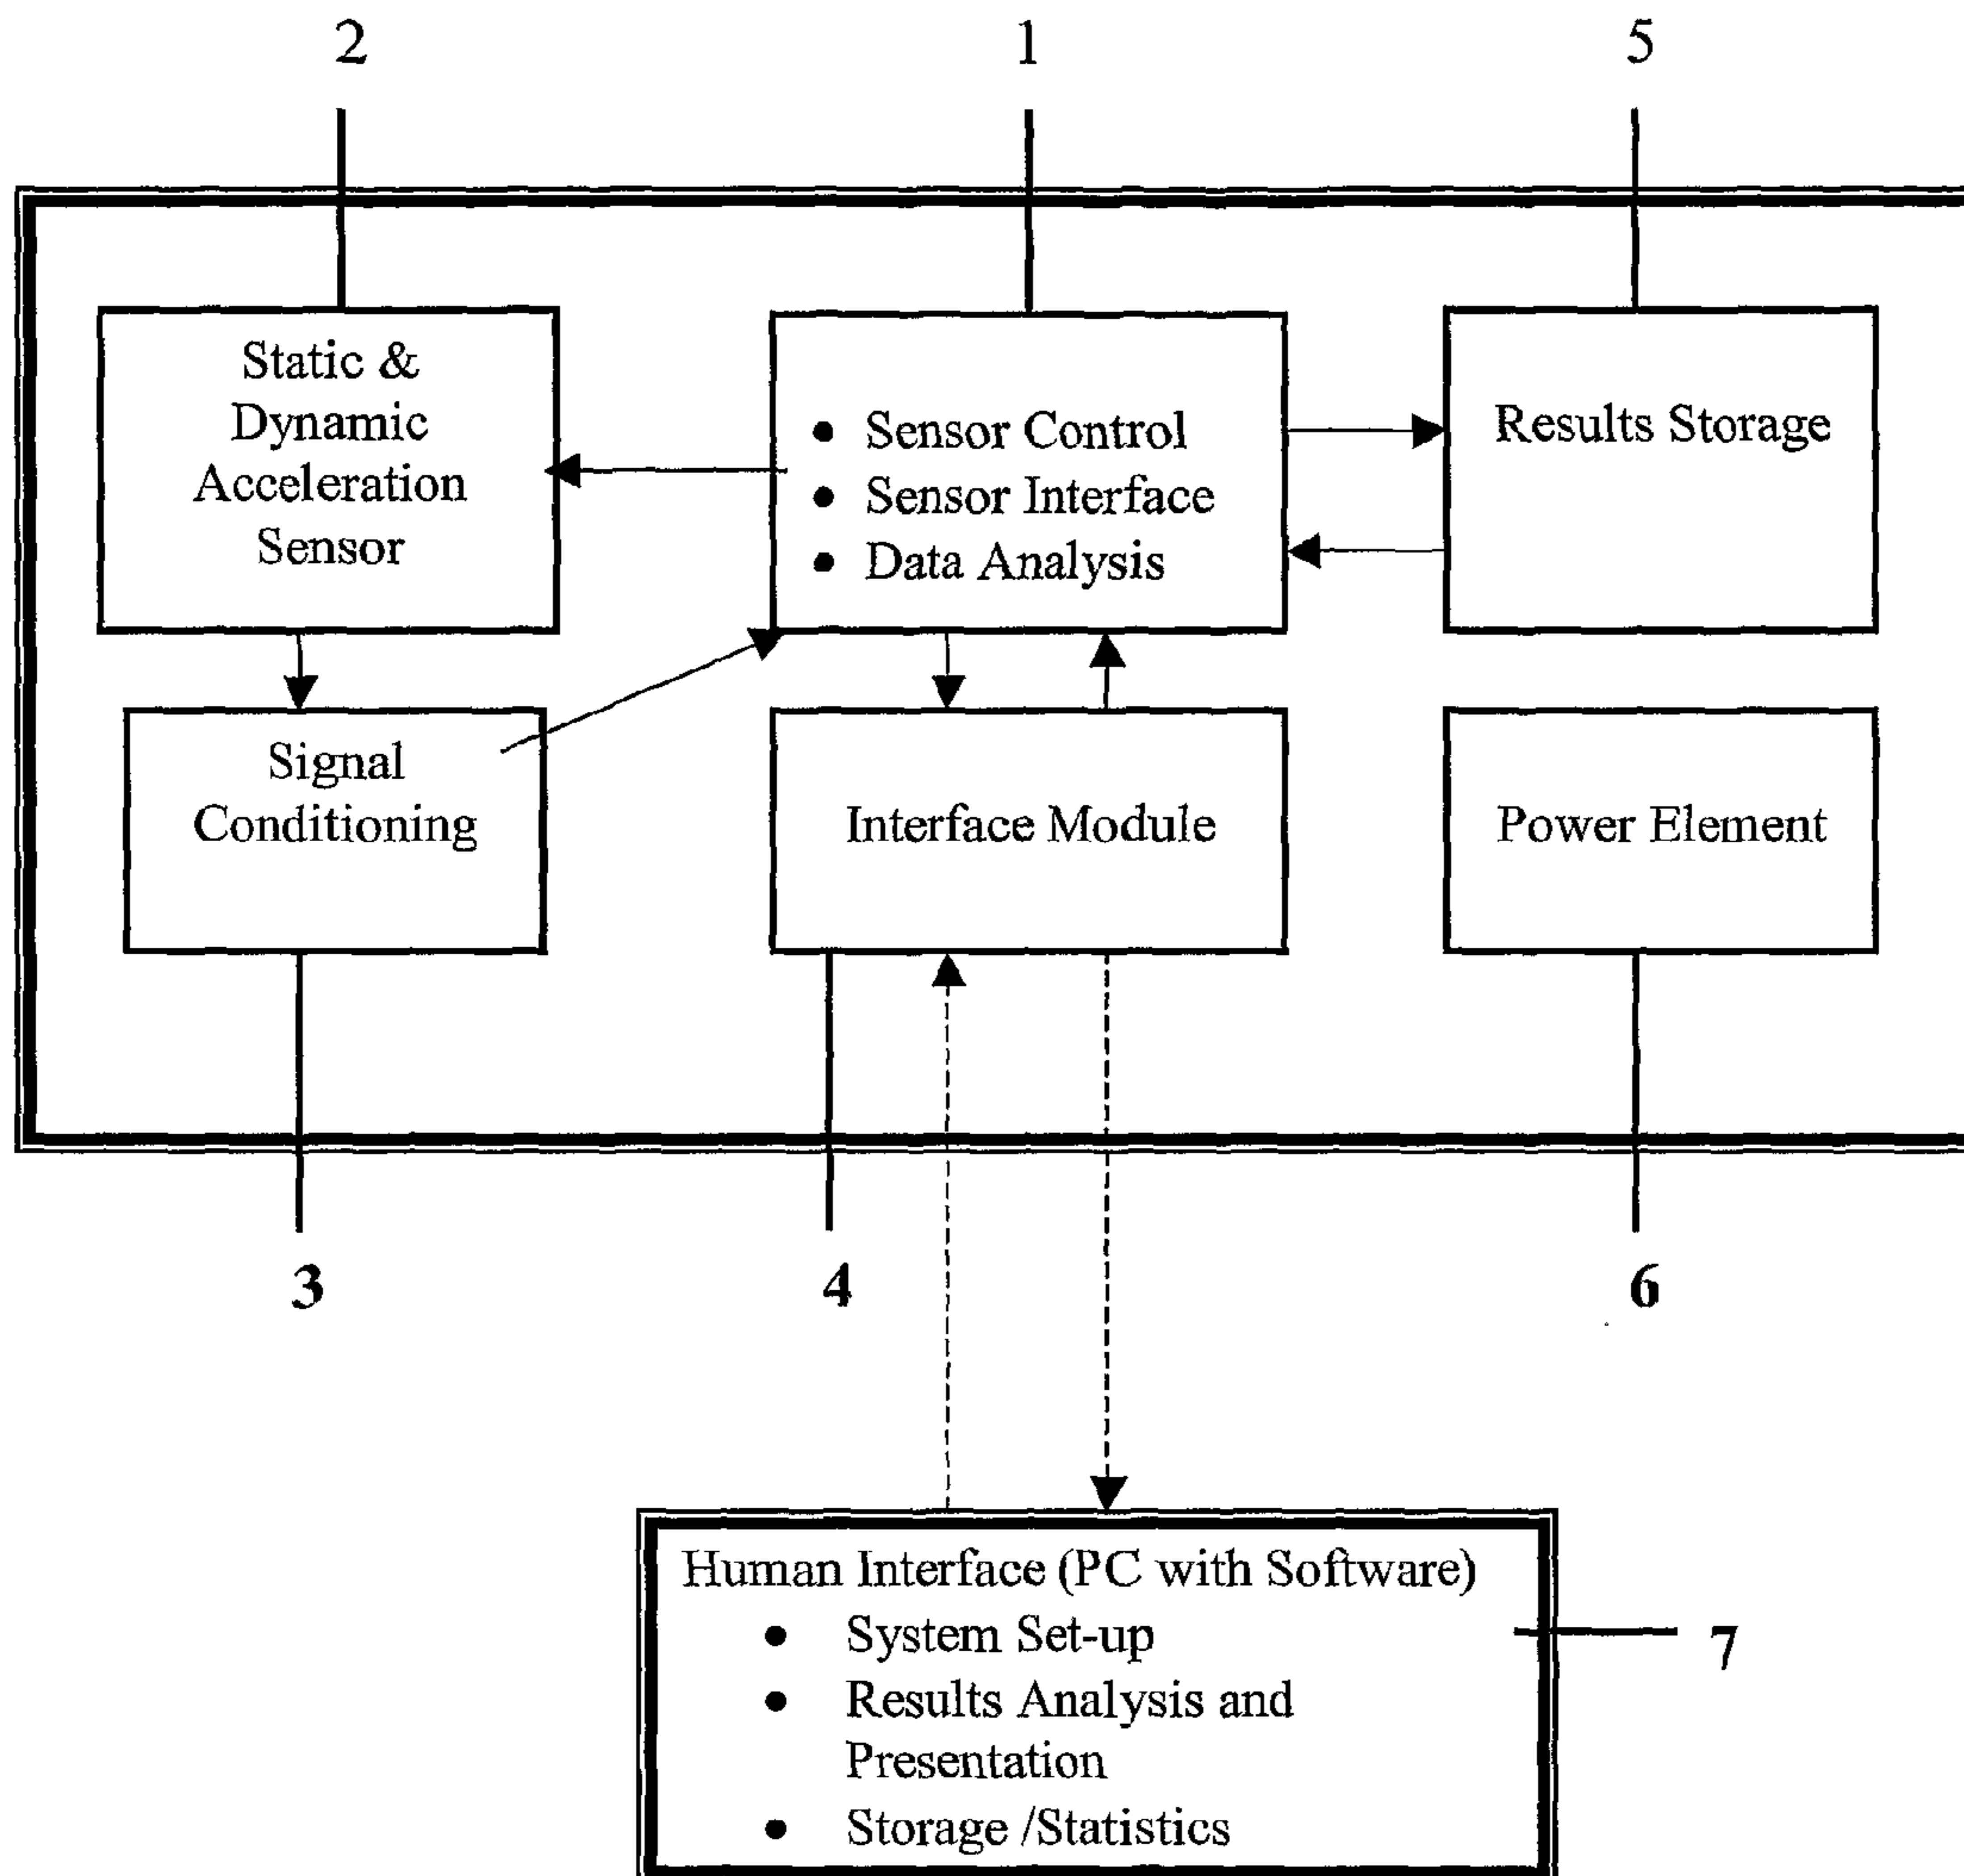 2
1
5
Static &
Dynamic
Acceleration
Sensor
• Sensor Control
• Sensor Interface
• Data Analysis
Results Storage
Signal
Conditioning
Interface Module
Power Element
3
4
6
Human Interface (PC with Software)
• System Set-up
• Results Analysis and
Presentation
• Storage /Statistics
7